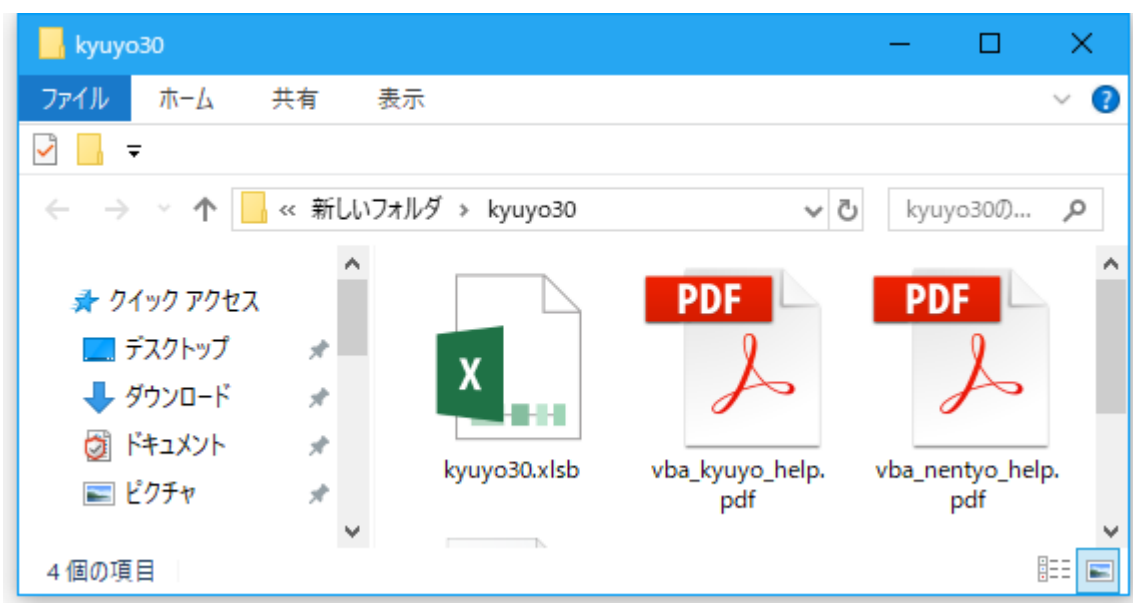 kyuyo30
ファイル ホーム 共有 表示
« 新しいフォルダ > kyuyo30
kyuyo30の...
クイック アクセス
デスクトップ
ダウンロード
ドキュメント
ピクチャ
X
kyuyo30.xlsb
PDF
vba_kyuyo_help.
pdf
PDF
vba_nentyo_help.
pdf
4 個の項目